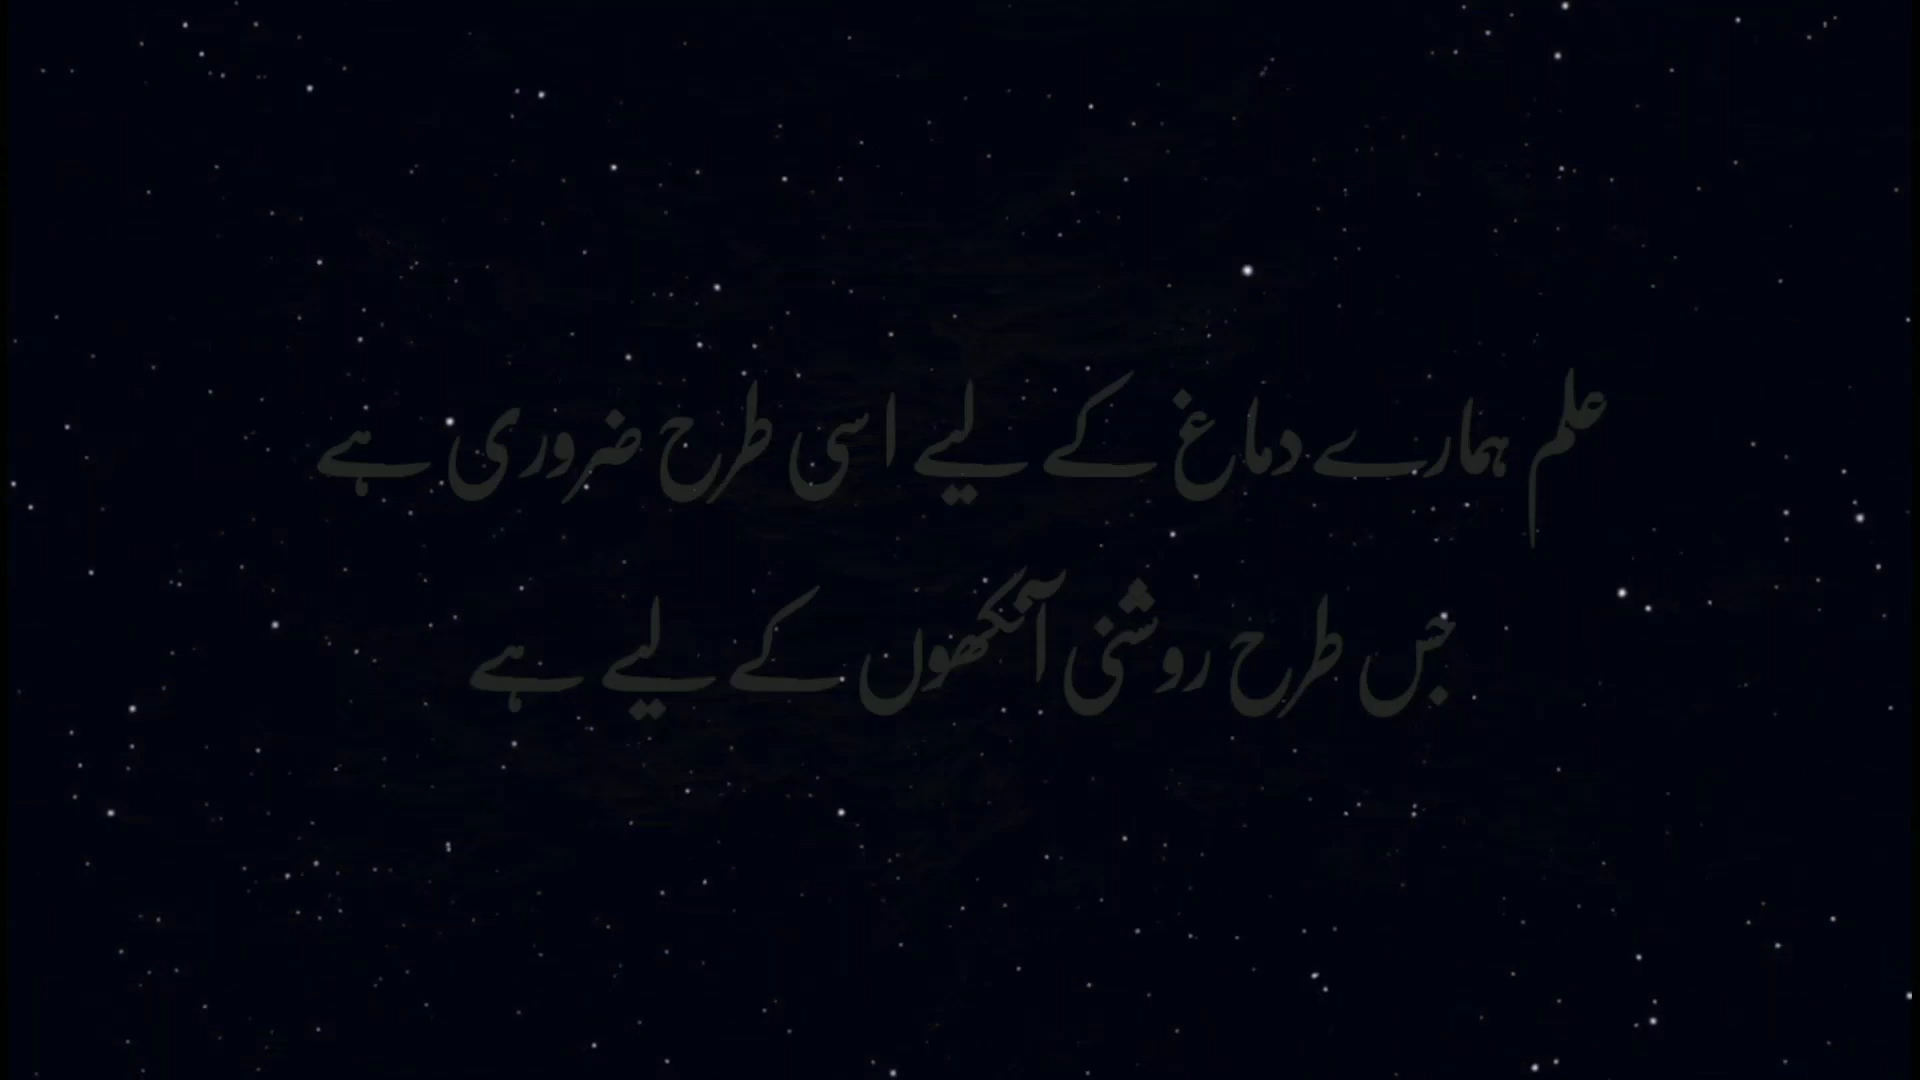 علم ہمارے دماغ کے لیے اسی طرح ضروری ہے
جس طرح روشنی آنکھوں کے لیے ہے